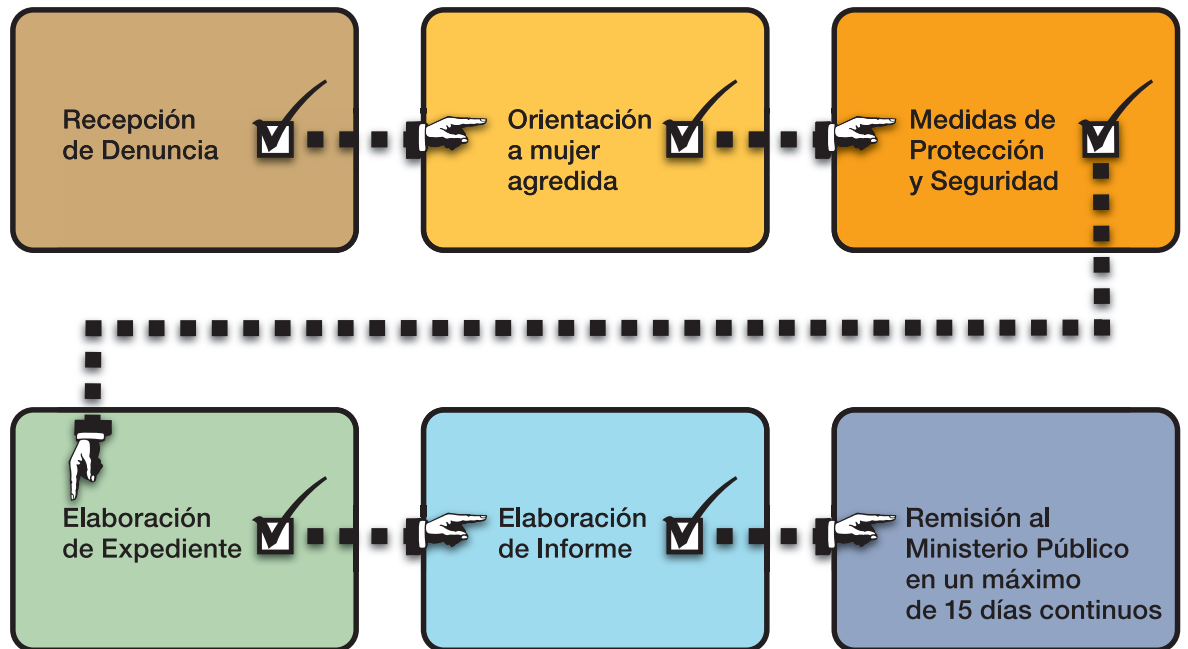 Recepción
de Denuncia
Orientación
a mujer
agredida
Medidas de
Protección
y Seguridad
Elaboración
de Expediente
Elaboración
de Informe
Remisión al
Ministerio Público
en un máximo
de 15 días continuos